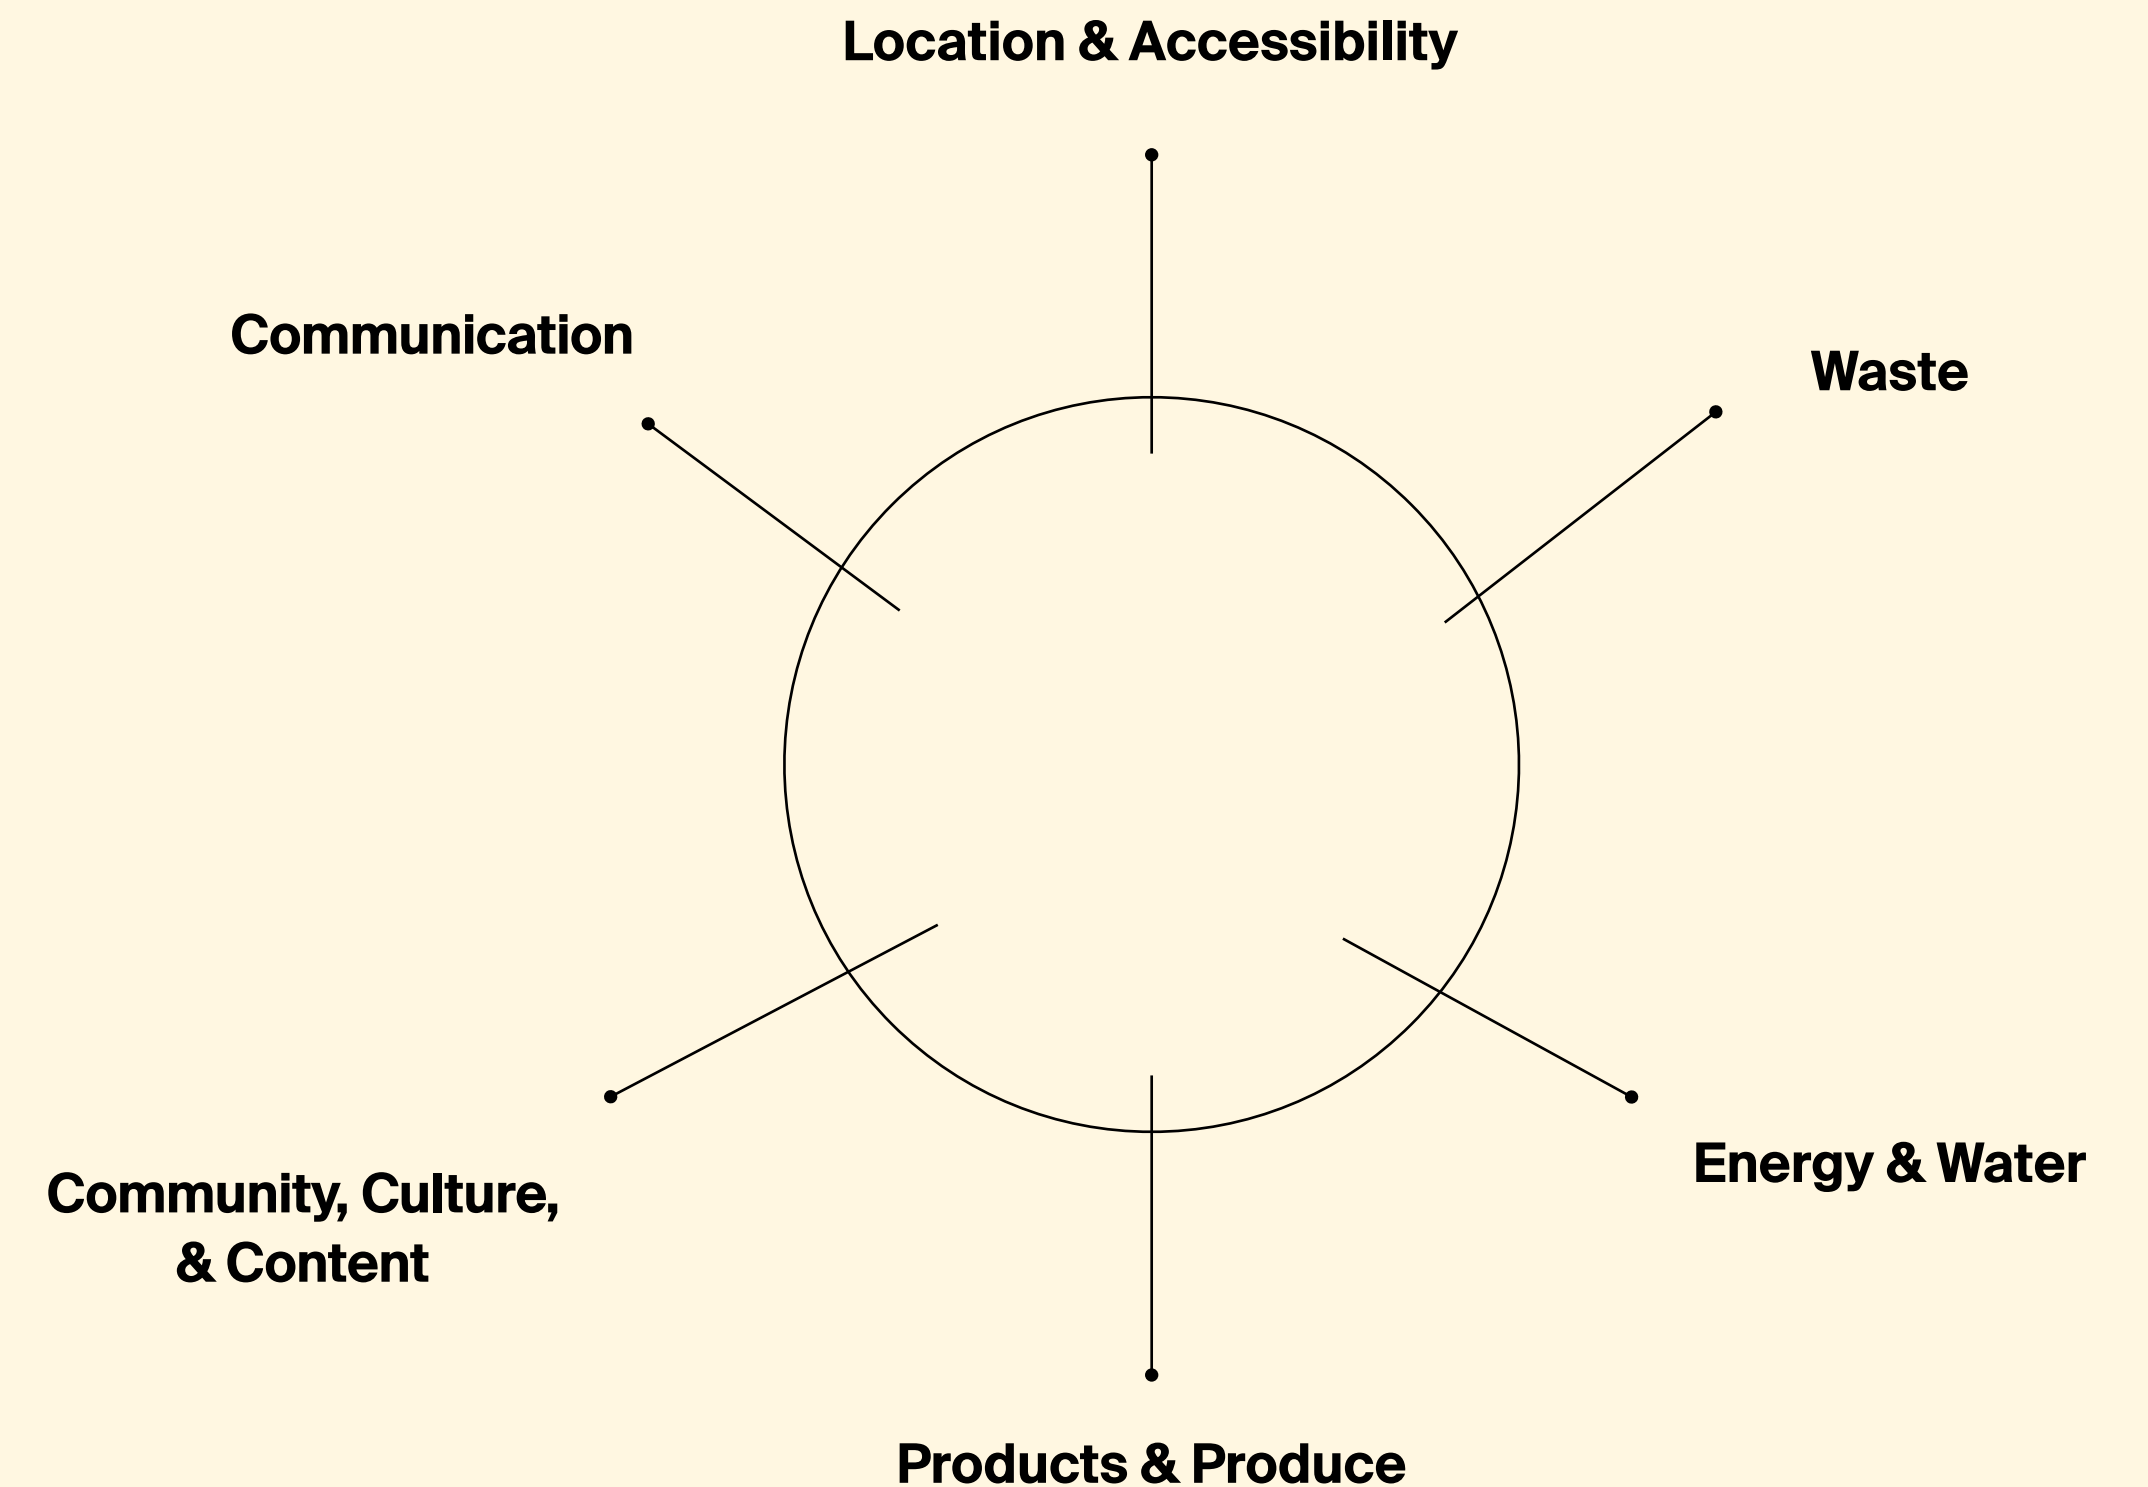 Location & Accessibility
Communication
Waste
Community, Culture,
& Content
Energy & Water
Products & Produce